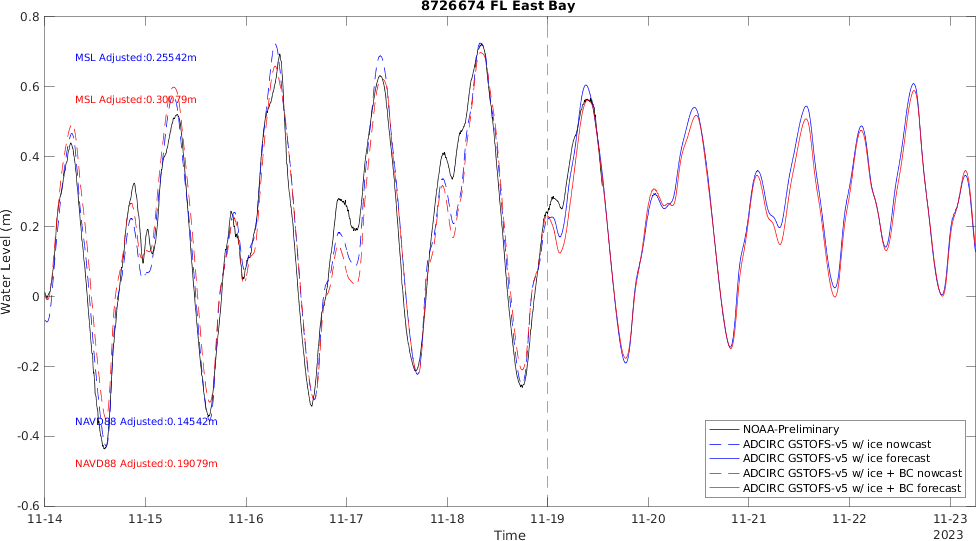 8726674 FL East Bay
0.8
0.6
0.4
0.2
0
-0.2
-0.4
-0.6
Water Level (m)
MSL Adjusted:0.25542m
MSL Adjusted:0.30079m
NAVD88 Adjusted:0.14542m
NAVD88 Adjusted:0.19079m
NOAA-Preliminary
ADCIRC GSTOFS-v5 w/ ice nowcast
ADCIRC GSTOFS-v5 w/ ice forecast
ADCIRC GSTOFS-v5 w/ ice + BC nowcast
ADCIRC GSTOFS-v5 w/ ice + BC forecast
11-14 11-15 11-16 11-17 11-18 11-19 11-20 11-21 11-22 11-23
Time
2023